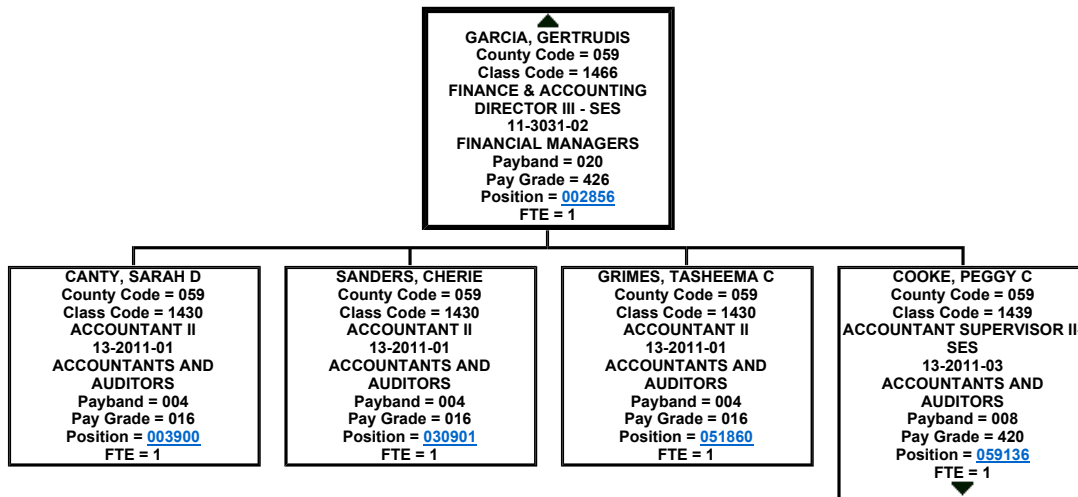 GARCIA, GERTRUDIS
County Code = 059
Class Code = 1466
FINANCE & ACCOUNTING
DIRECTOR III - SES
11-3031-02
FINANCIAL MANAGERS
Payband = 020
Pay Grade = 426
Position = 002856
FTE = 1
CANTY, SARAH D
County Code = 059
Class Code = 1430
ACCOUNTANT II
13-2011-01
ACCOUNTANTS AND
AUDITORS
Payband = 004
Pay Grade = 016
Position = 003900
FTE = 1
SANDERS, CHERIE
County Code = 059
Class Code = 1430
ACCOUNTANT II
13-2011-01
ACCOUNTANTS AND
AUDITORS
Payband = 004
Pay Grade = 016
Position = 030901
FTE = 1
GRIMES, TASHEEMA C
County Code = 059
Class Code = 1430
ACCOUNTANT II
13-2011-01
ACCOUNTANTS AND
AUDITORS
Payband = 004
Pay Grade = 016
Position = 051860
FTE = 1
COOKE, PEGGY C
County Code = 059
Class Code = 1439
ACCOUNTANT SUPERVISOR II-
SES
13-2011-03
ACCOUNTANTS AND
AUDITORS
Payband = 008
Pay Grade = 420
Position = 059136
FTE = 1